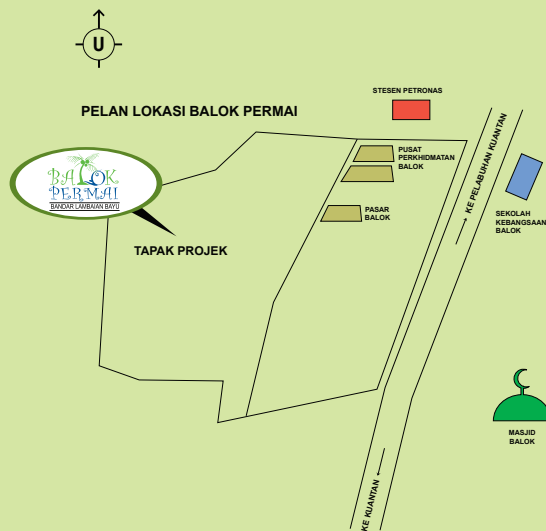 U
PELAN LOKASI BALOK PERMAI
STESEN PETRONAS
PUSAT
PERKHIDMATAN
BALOK
KE PELABUHAN KUANTAN
BALOK
PERMAI
BANDAR LAMBAIAN BAYU
TAPAK PROJEK
PASAR
BALOK
SEKOLAH
KEBANGSAAN
BALOK
MASJID
BALOK
KE KUANTAN